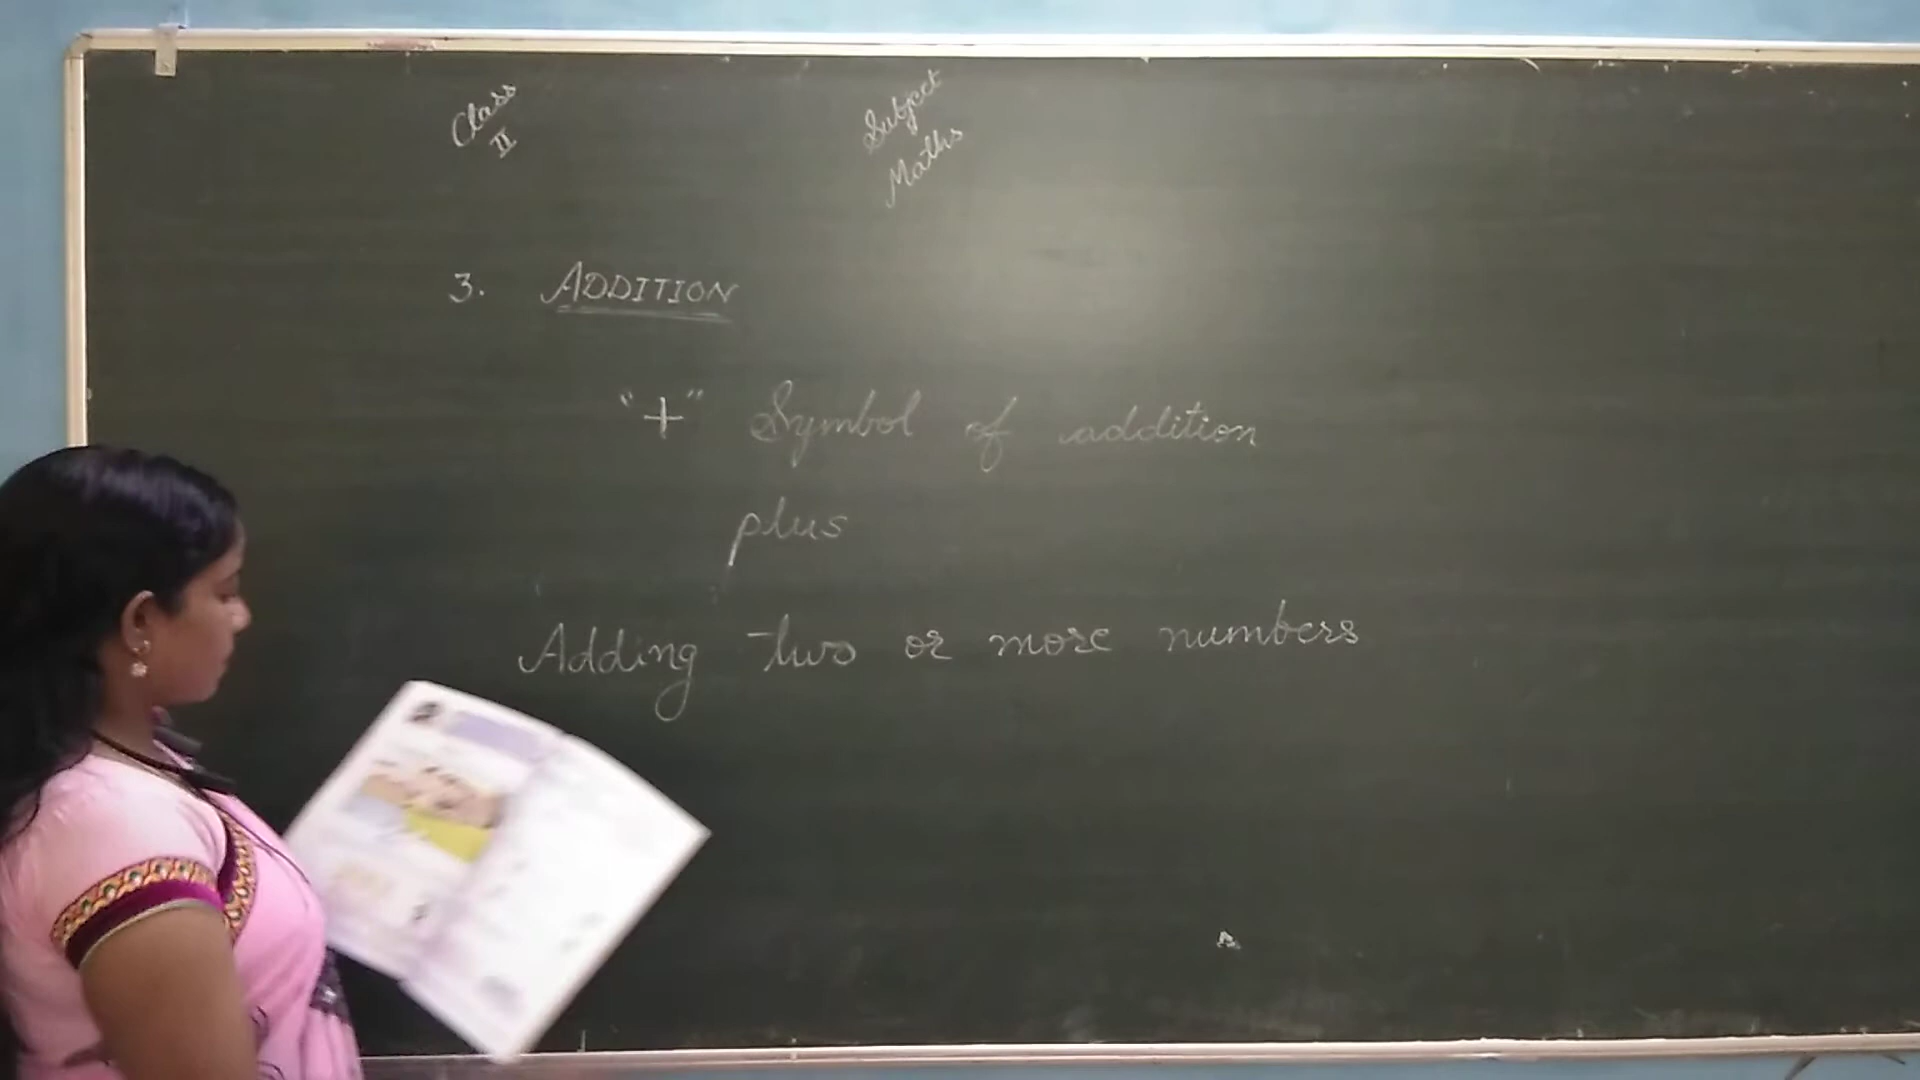 Class
II
Subject
Maths
3. ADDITION
"+" Symbol of addition
plus
Adding two or more numbers